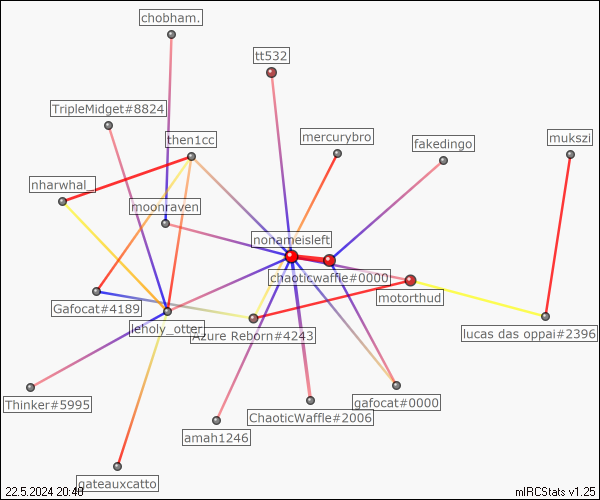 chobham.
tt532
TripleMidget#8824
then1cc
mercurybro
fakedingo
mukszi
nharwhal_
moonraven
nonameisleft
chaoticwaffle#0000
motorthud
Gafocat#4189
leholy_otter
Azure Reborn#4243
lucas das oppai#2396
Thinker#5995
gafocat#0000
ChaoticWaffle#2006
amah1246
gateauxcatto
22.5.2024 20:40
mIRCStats v1.25